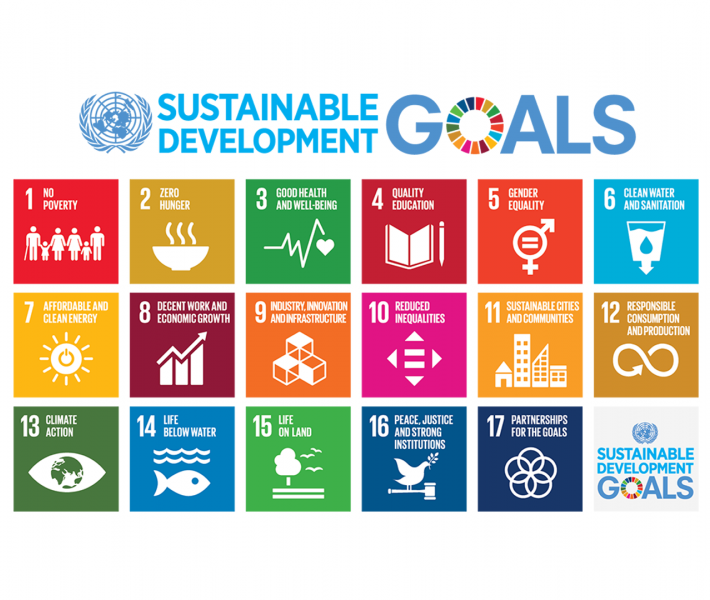 SUSTAINABLE
DEVELOPMENT
GOALS
1 NO
POVERTY
2 ZERO
HUNGER
3 GOOD HEALTH
AND WELL-BEING
4 QUALITY
EDUCATION
5 GENDER
EQUALITY
6 CLEAN WATER
AND SANITATION
7 AFFORDABLE AND
CLEAN ENERGY
8 DECENT WORK AND
ECONOMIC GROWTH
9 INDUSTRY, INNOVATION
AND INFRASTRUCTURE
10 REDUCED
INEQUALITIES
11 SUSTAINABLE CITIES
AND COMMUNITIES
12 RESPONSIBLE
CONSUMPTION
AND PRODUCTION
13 CLIMATE
ACTION
14 LIFE
BELOW WATER
15 LIFE
ON LAND
16 PEACE, JUSTICE
AND STRONG
INSTITUTIONS
17 PARTNERSHIPS
FOR THE GOALS
SUSTAINABLE
DEVELOPMENT
GOALS